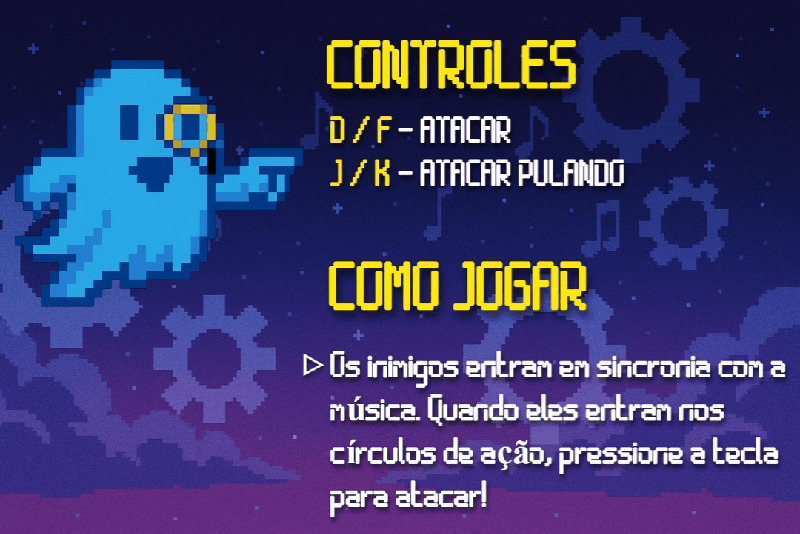 CONTROLES
D / F - ATACAR
J / K - ATACAR PULANDO
COMO JOGAR
Os inimigos entram em sincronia com a
música. Quando eles entram nos
círculos de ação, pressione a tecla
para atacar!